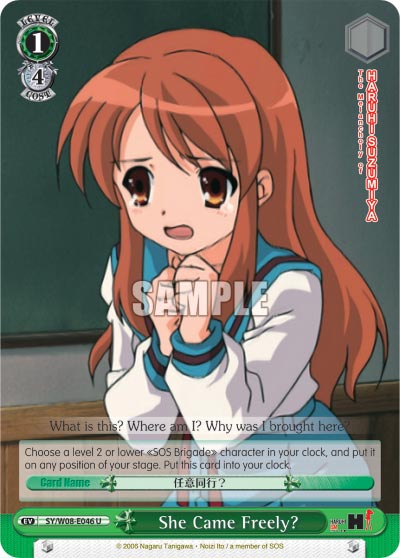 LEVEL
1
4
COST
The Melancholy of
HARUHI SUZUMIYA
SAMPLE
What is this? Where am I? Why was I brought here?
Choose a level 2 or lower «SOS Brigade» character in your clock, and put it
on any position of your stage. Put this card into your clock.
Card Name
任意同行？
EV
SY/W08-E046 U
She Came Freely?
© 2006 Nagaru Tanigawa • Noizi Ito / a member of SOS